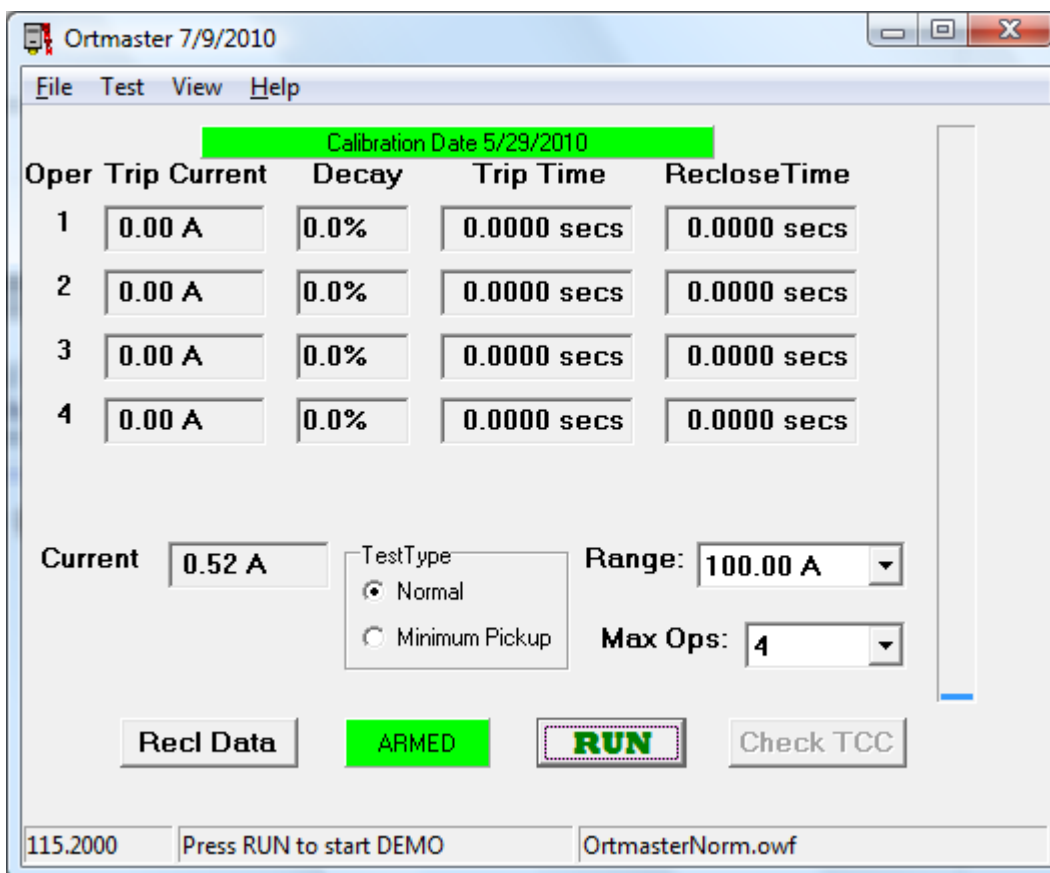 Ortmaster 7/9/2010
File Test View Help
Calibration Date 5/29/2010
Oper Trip Current Decay Trip Time RecloseTime
1 0.00 A 0.0% 0.0000 secs 0.0000 secs
2 0.00 A 0.0% 0.0000 secs 0.0000 secs
3 0.00 A 0.0% 0.0000 secs 0.0000 secs
4 0.00 A 0.0% 0.0000 secs 0.0000 secs
Current 0.52 A TestType Range: 100.00 A
Normal
Minimum Pickup Max Ops: 4
Recl Data ARMED RUN Check TCC
115.2000 Press RUN to start DEMO OrtmasterNorm.owf